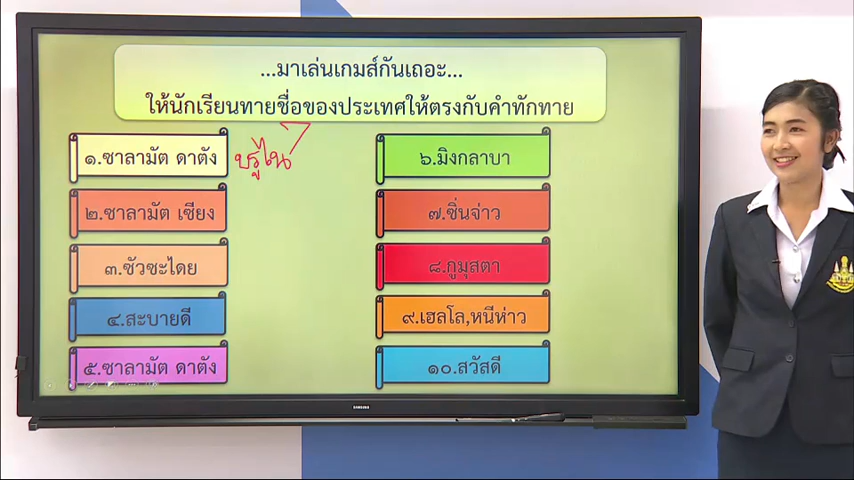 ...มาเล่นเกมส์กันเถอะ...
ให้นักเรียนทายชื่อของประเทศให้ตรงกับคำทักทาย
๑.ซาลามัต ดาตัง
บรูไน
๒.ซาลามัต เซียง
๓.ซัวซะไดย
๔.สะบายดี
๕.ซาลามัต ดาตัง
๖.มิงกลาบา
๗.ซิ่นจ่าว
๘.กูมุสตา
๙.เฮลโล,หนีห่าว
๑๐.สวัสดี
SAMSUNG